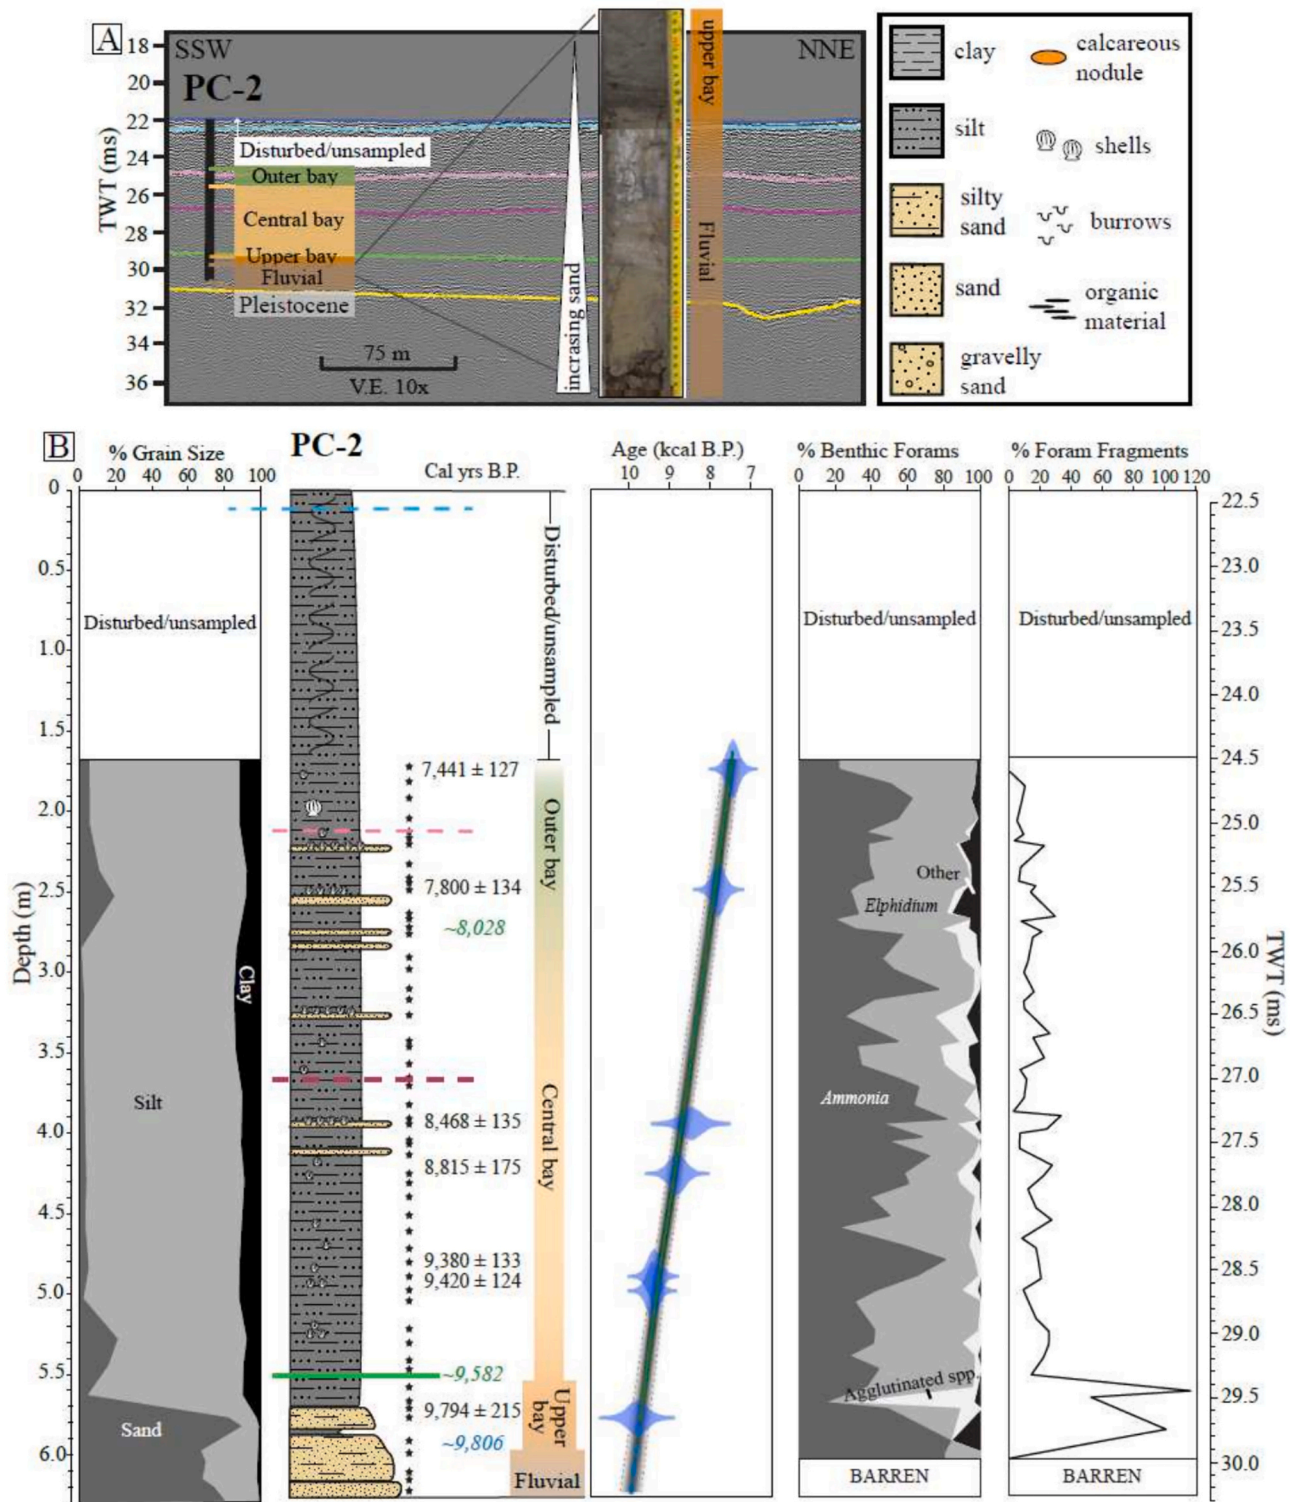 A
SSW
NNE
PC-2
TWT (ms)
18
20
22
24
26
28
30
32
34
36
Disturbed/unsampled
Outer bay
Central bay
Upper bay
Fluvial
Pleistocene
75 m
V.E. 10x
increasing sand
upper bay
Fluvial
clay
silt
silty
sand
sand
gravelly
sand
calcareous
nodule
shells
burrows
organic
material
B
% Grain Size
0 20 40 60 80 100
PC-2
Cal yrs B.P.
Age (kcal B.P.)
10 9 8 7
% Benthic Forams
0 20 40 60 80 100
% Foram Fragments
0 20 40 60 80 100 120
Depth (m)
0
0.5
1.0
1.5
2.0
2.5
3.0
3.5
4.0
4.5
5.0
5.5
6.0
Disturbed/unsampled
Silt
Clay
Sand
7,441 ± 127
7,800 ± 134
~8,028
8,468 ± 135
8,815 ± 175
9,380 ± 133
9,420 ± 124
~9,582
9,794 ± 215
~9,806
Disturbed/unsampled
Outer bay
Central bay
Upper
bay
Fluvial
Disturbed/unsampled
Other
Elphidium
Ammonia
Agglutinated spp.
BARREN
Disturbed/unsampled
BARREN
22.5
23.0
23.5
24.0
24.5
25.0
25.5
26.0
26.5
27.0
27.5
28.0
28.5
29.0
29.5
30.0
TWT (ms)